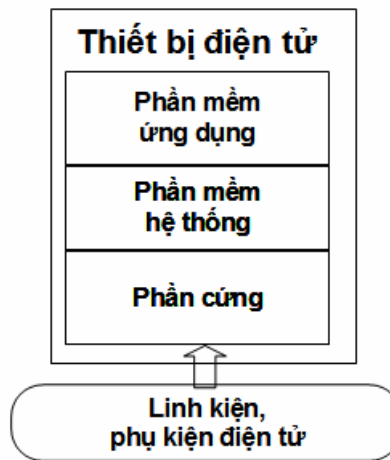 Thiết bị điện tử
Phần mềm
ứng dụng
Phần mềm
hệ thống
Phần cứng
Linh kiện,
phụ kiện điện tử